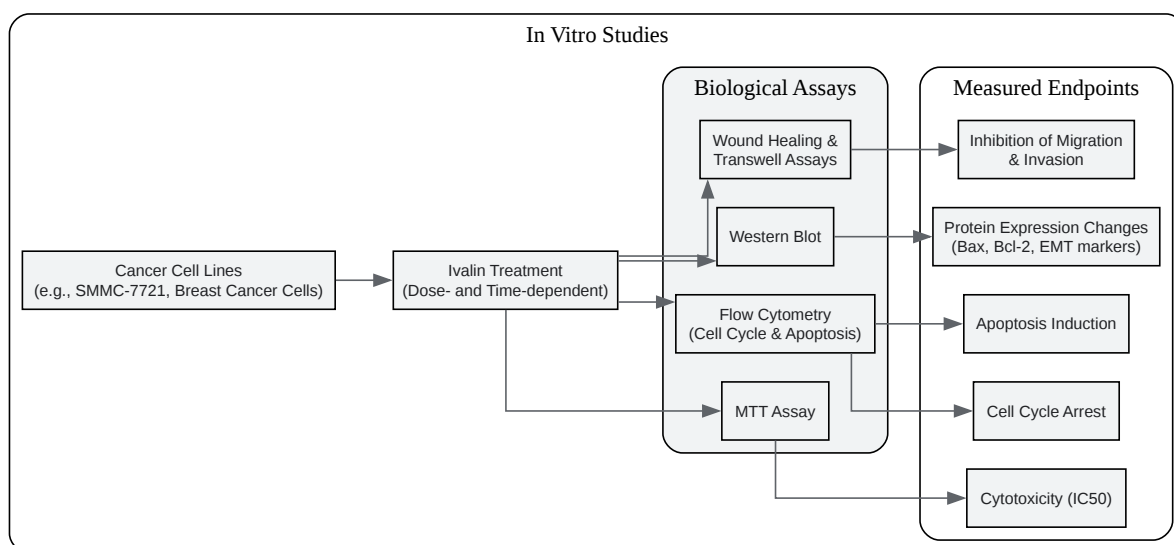 In Vitro Studies
Biological Assays
Measured Endpoints
Wound Healing &
Transwell Assays
Inhibition of Migration
& Invasion
Western Blot
Protein Expression Changes
(Bax, Bcl-2, EMT markers)
Cancer Cell Lines
(e.g., SMMC-7721, Breast Cancer Cells)
Ivalin Treatment
(Dose- and Time-dependent)
Flow Cytometry
(Cell Cycle & Apoptosis)
Apoptosis Induction
MTT Assay
Cell Cycle Arrest
Cytotoxicity (IC50)